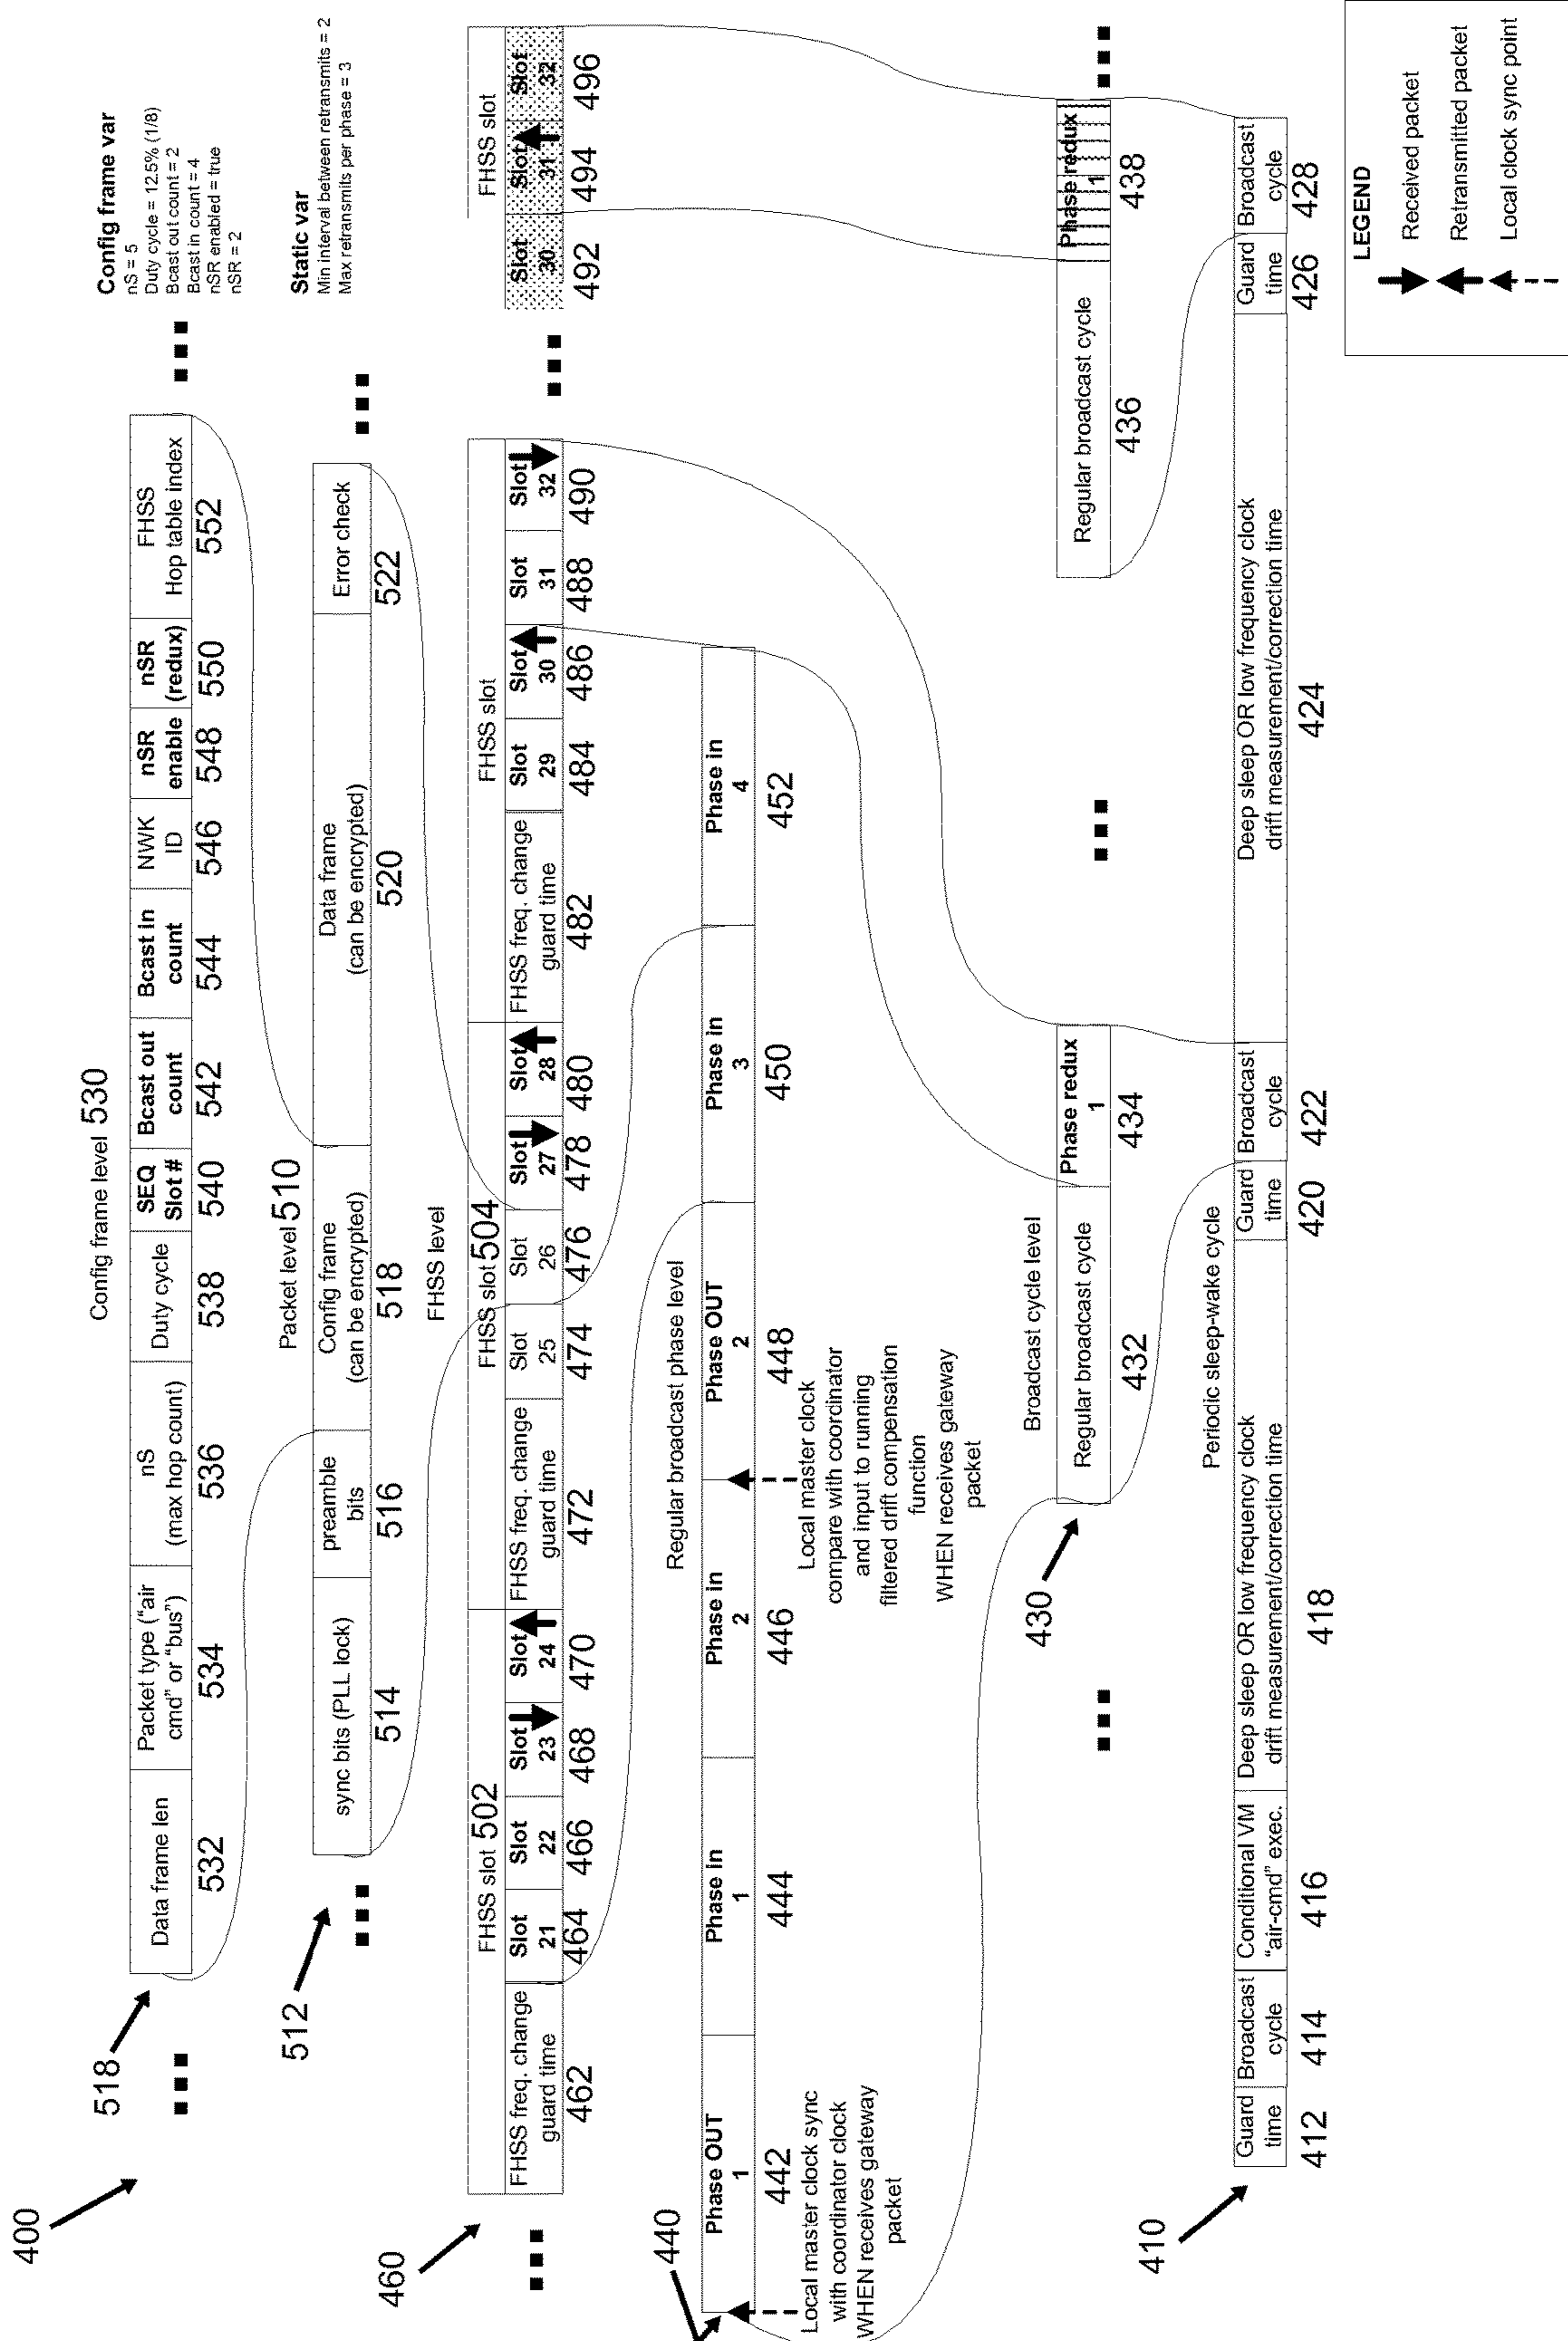 400
518
Config frame level 530
Data frame len
Packet type ("air
cmd" or "bus")
nS
(max hop count)
Duty cycle
SEQ
Slot #
Bcast out
count
Bcast in
count
NWK
ID
nSR
enable
nSR
(redux)
FHSS
Hop table index
532
534
536
538
540
542
544
546
548
550
552
Config frame var
nS = 5
Duty cycle = 12.5% (1/8)
Bcast out count = 2
Bcast in count = 4
nSR enabled = true
nSR = 2
Static var
Min interval between retransmits = 2
Max retransmits per phase = 3
512
Packet level 510
sync bits (PLL lock)
preamble
bits
Config frame
(can be encrypted)
Data frame
(can be encrypted)
Error check
514
516
518
520
522
FHSS level
460
FHSS slot 502
FHSS slot 504
FHSS slot
FHSS slot
FHSS freq. change
guard time
Slot
21
Slot
22
Slot
23
Slot
24
FHSS freq. change
guard time
Slot
25
Slot
26
Slot
27
Slot
28
FHSS freq. change
guard time
Slot
29
Slot
30
Slot
31
Slot
32
Slot
30
Slot
31
Slot
32
462
464
466
468
470
472
474
476
478
480
482
484
486
488
490
492
494
496
Regular broadcast phase level
440
Phase OUT
1
Phase in
1
Phase in
2
Phase OUT
2
Phase in
3
Phase in
4
442
444
446
448
450
452
Local master clock sync
with coordinator clock
WHEN receives gateway
packet
Local master clock
compare with coordinator
and input to running
filtered drift compensation
function
WHEN receives gateway
packet
430
Broadcast cycle level
Regular broadcast cycle
Phase redux
1
Regular broadcast cycle
Phase redux
1
432
434
436
438
Periodic sleep-wake cycle
410
Guard
time
Broadcast
cycle
Conditional VM
"air-cmd" exec.
Deep sleep OR low frequency clock
drift measurement/correction time
Guard
time
Broadcast
cycle
Deep sleep OR low frequency clock
drift measurement/correction time
Guard
time
Broadcast
cycle
412
414
416
418
420
422
424
426
428
LEGEND
Received packet
Retransmitted packet
Local clock sync point